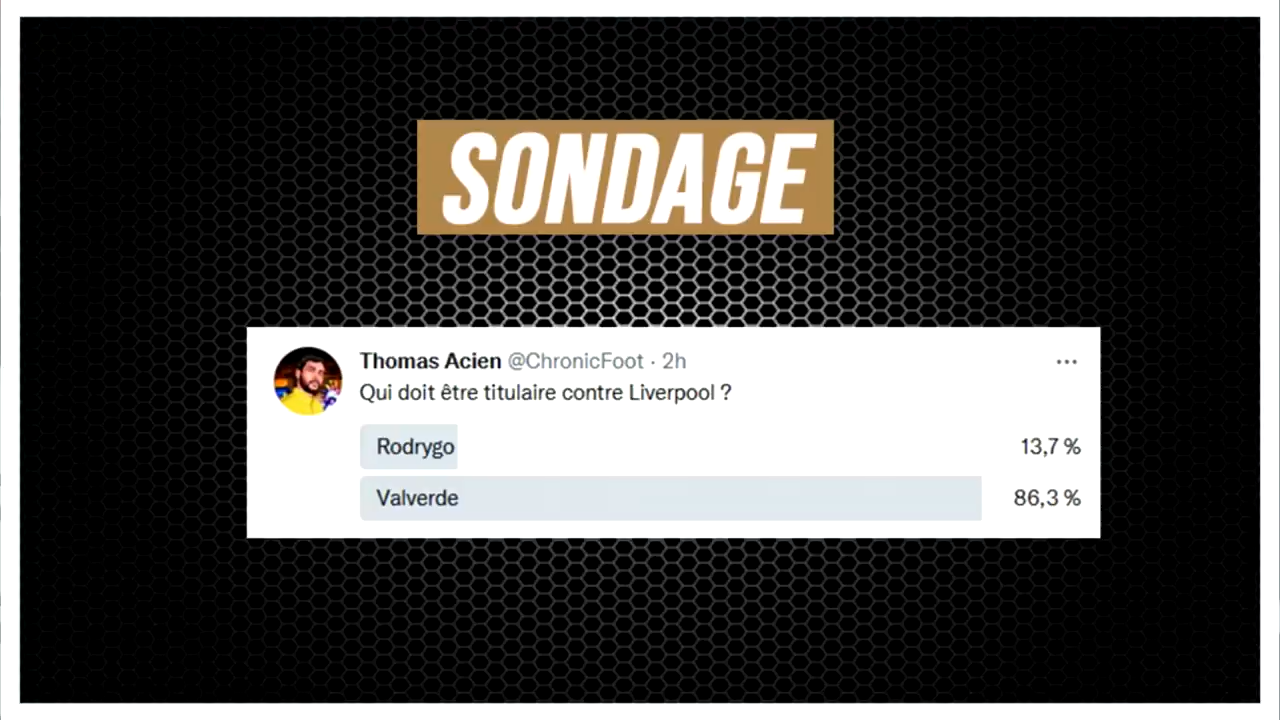 SONDAGE
Thomas Acien @ChronicFoot · 2h
Qui doit être titulaire contre Liverpool ?
Rodrygo 13,7 %
Valverde 86,3 %